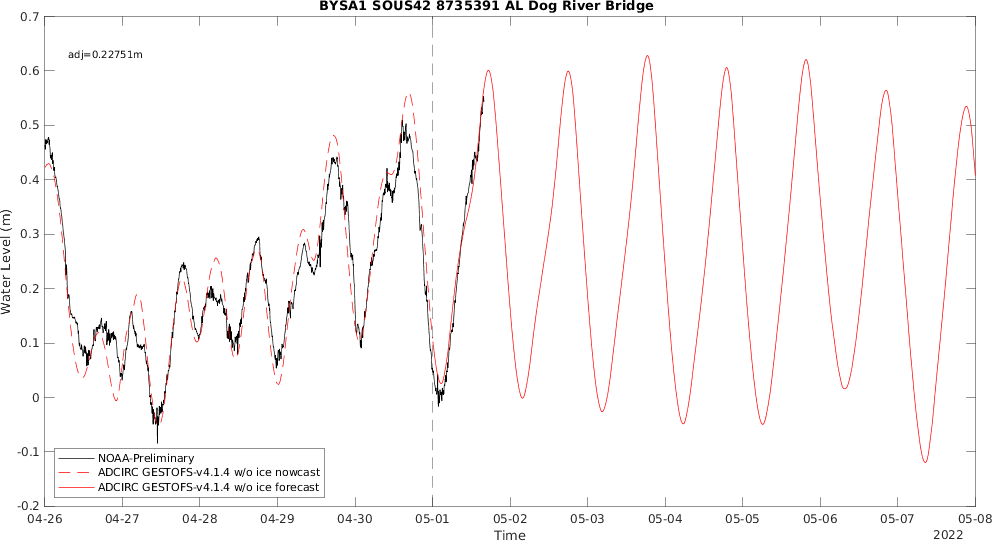 BYSA1 SOUS42 8735391 AL Dog River Bridge
adj=0.22751m
Water Level (m)
0.7
0.6
0.5
0.4
0.3
0.2
0.1
0
-0.1
-0.2
NOAA-Preliminary
ADCIRC GESTOFS-v4.1.4 w/o ice nowcast
ADCIRC GESTOFS-v4.1.4 w/o ice forecast
04-26 04-27 04-28 04-29 04-30 05-01 05-02 05-03 05-04 05-05 05-06 05-07 05-08
Time
2022